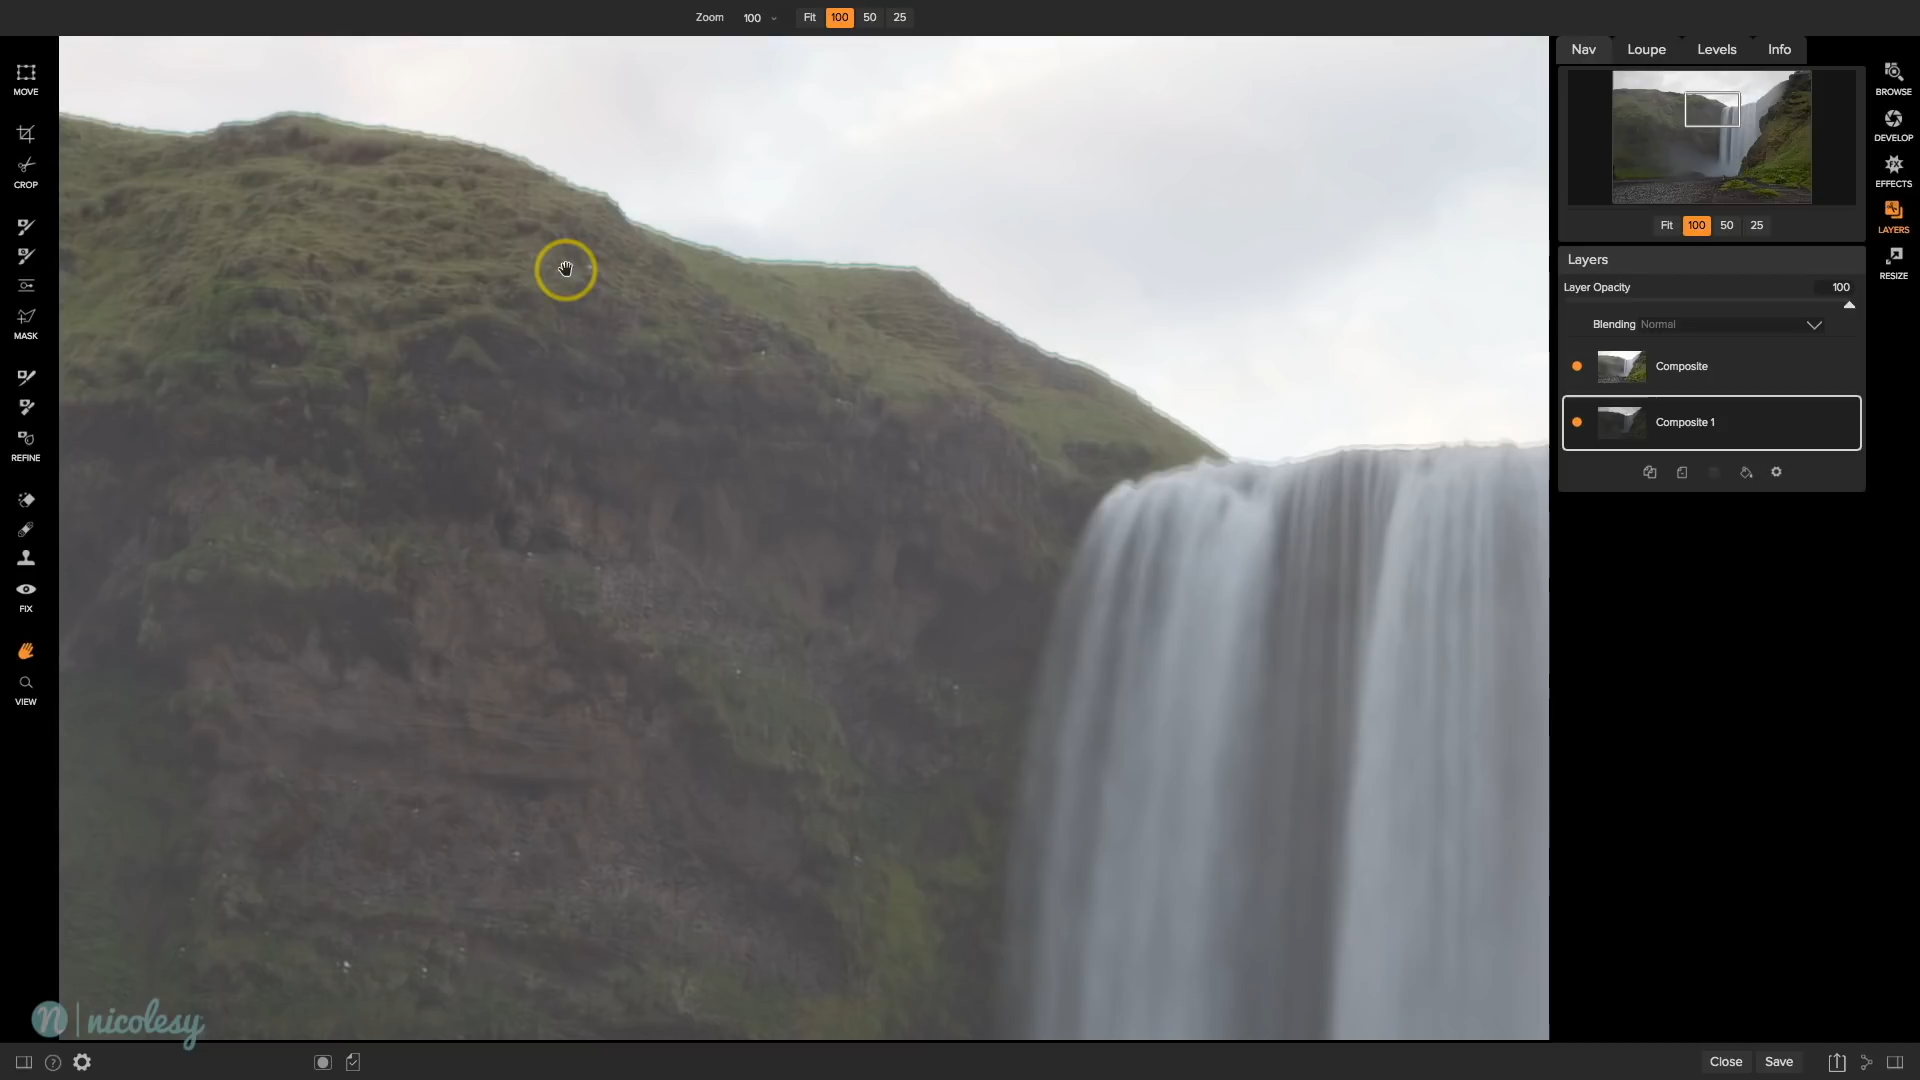 Zoom 100 Fit 100 50 25
Nav Loupe Levels Info
MOVE
CROP
MASK
REFINE
FIX
VIEW
Fit 100 50 25
BROWSE
DEVELOP
EFFECTS
LAYERS
RESIZE
Layers
Layer Opacity 100
Blending Normal
Composite
Composite 1
n | nicolesy
?
Close Save